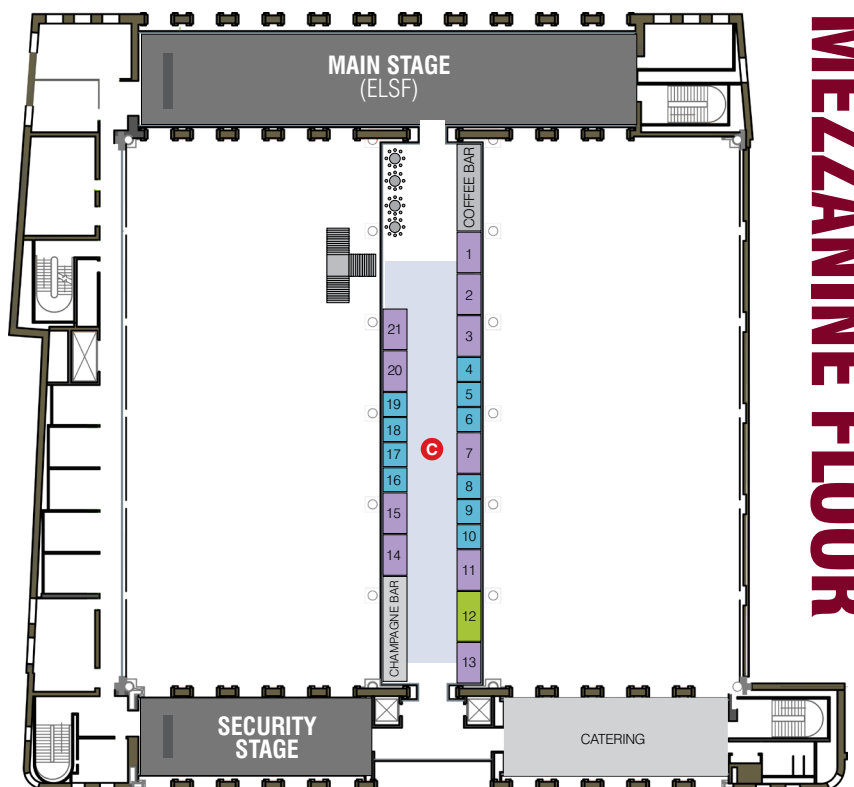 MEZZANINE FLOOR
MAIN STAGE
(ELSF)
COFFEE BAR
1
2
3
4
5
6
7
8
9
10
11
12
13
21
20
19
18
17
16
15
14
C
CHAMPAGNE BAR
SECURITY
STAGE
CATERING